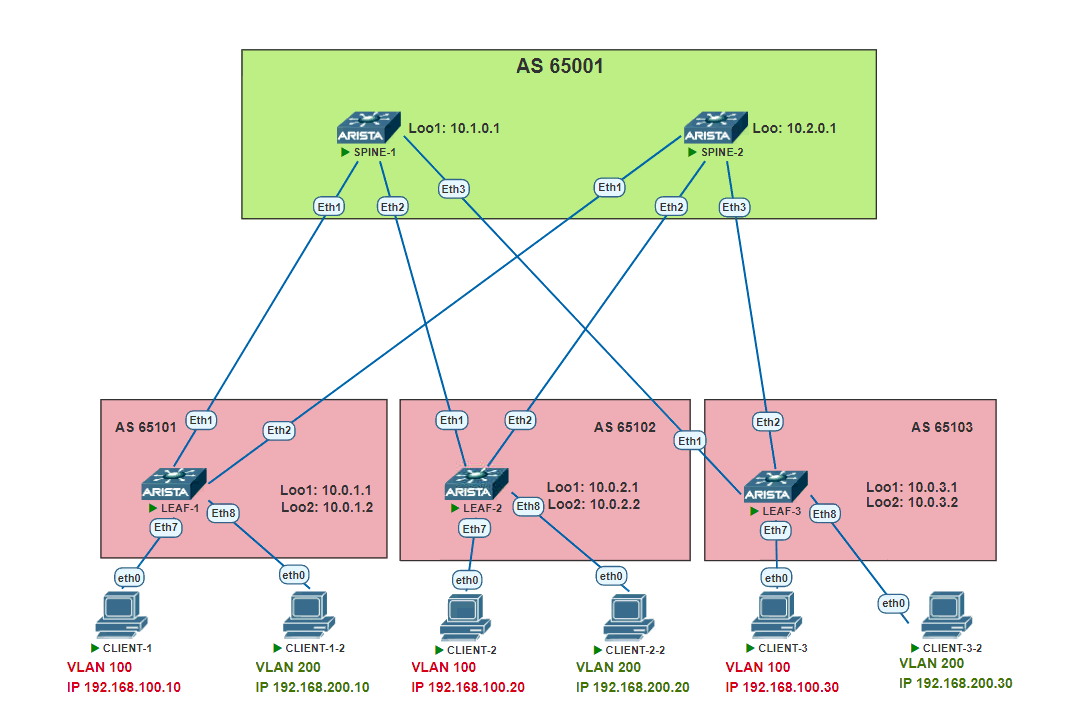 AS 65001
ARISTA
Loo1: 10.1.0.1
SPINE-1
ARISTA
Loo: 10.2.0.1
SPINE-2
Eth1
Eth2
Eth3
Eth1
Eth2
Eth3
AS 65101
Eth1
Eth2
ARISTA
LEAF-1
Loo1: 10.0.1.1
Loo2: 10.0.1.2
Eth7
Eth8
AS 65102
Eth1
Eth2
ARISTA
LEAF-2
Loo1: 10.0.2.1
Loo2: 10.0.2.2
Eth7
Eth8
AS 65103
Eth1
Eth2
ARISTA
LEAF-3
Loo1: 10.0.3.1
Loo2: 10.0.3.2
Eth7
Eth8
eth0
CLIENT-1
VLAN 100
IP 192.168.100.10
eth0
CLIENT-1-2
VLAN 200
IP 192.168.200.10
eth0
CLIENT-2
VLAN 100
IP 192.168.100.20
eth0
CLIENT-2-2
VLAN 200
IP 192.168.200.20
eth0
CLIENT-3
VLAN 100
IP 192.168.100.30
eth0
CLIENT-3-2
VLAN 200
IP 192.168.200.30